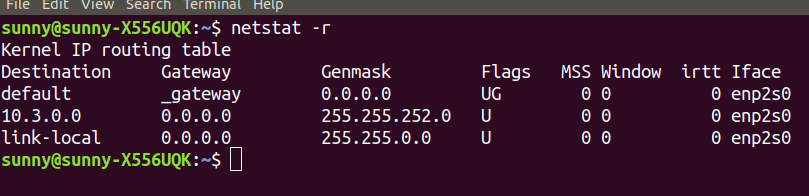 File Edit View Search Terminal Help
sunny@sunny-X556UQK:~$ netstat -r
Kernel IP routing table
Destination Gateway Genmask Flags MSS Window irtt Iface
default _gateway 0.0.0.0 UG 0 0 0 enp2s0
10.3.0.0 0.0.0.0 255.255.252.0 U 0 0 0 enp2s0
link-local 0.0.0.0 255.255.0.0 U 0 0 0 enp2s0
sunny@sunny-X556UQK:~$